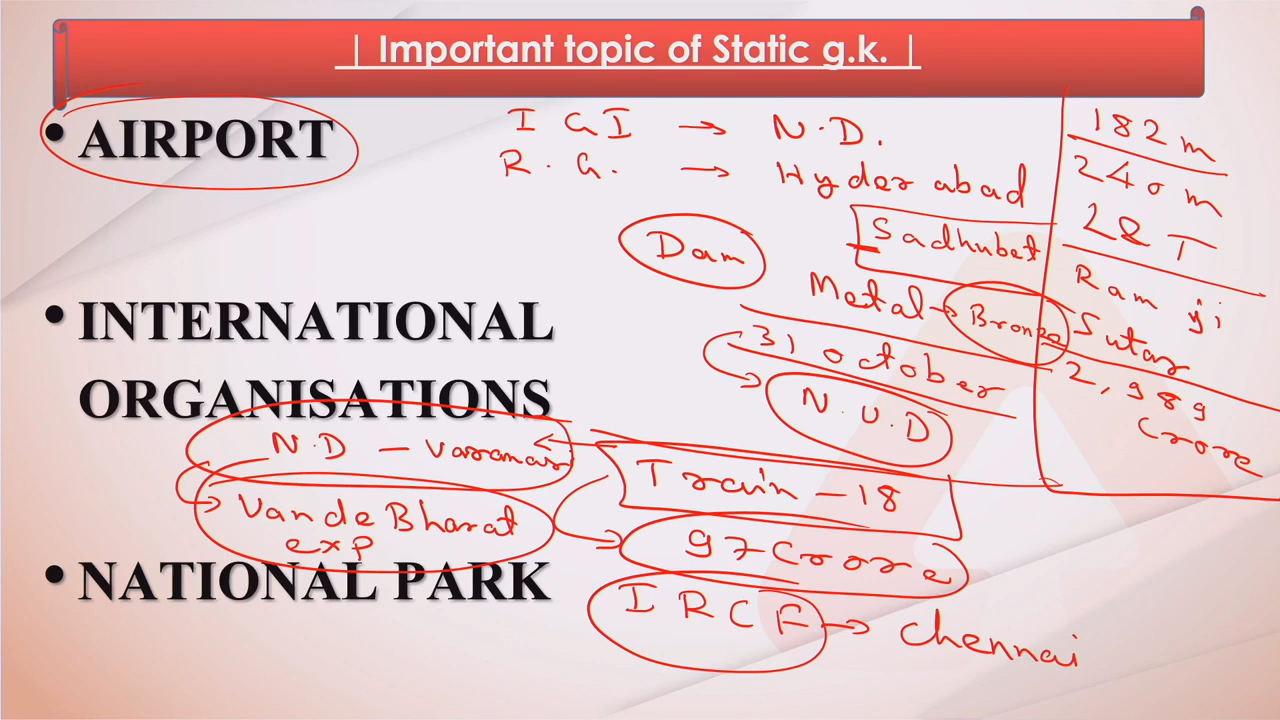 | Important topic of Static g.k. |
• AIRPORT
I G I → N.D.
R. G. → Hyderabad
182 m
240 m
28 T
Ram ji
Sutar
2,989
Crore
Dam
Sadhubet
Metal → Bronze
31 october
N.U.D
• INTERNATIONAL
ORGANISATIONS
N.D - Varanasi
Train - 18
Vande Bharat
exp
97 Crore
• NATIONAL PARK
I R C F → Chennai